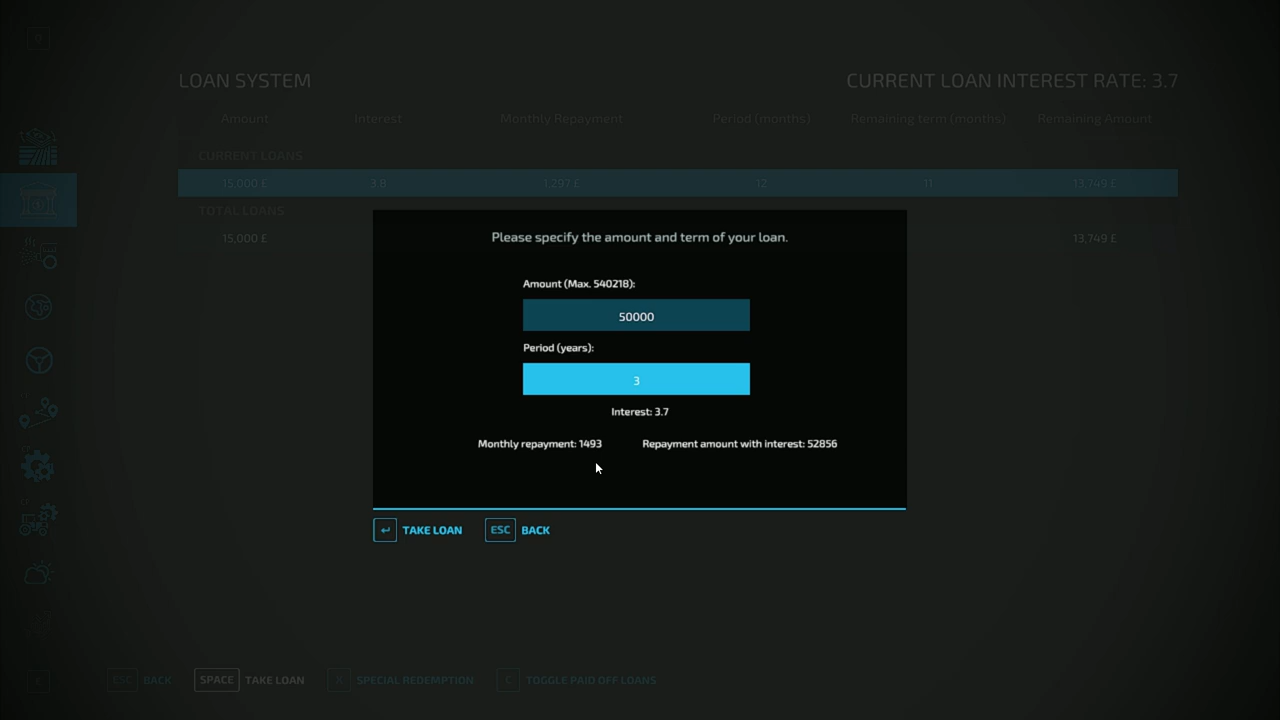 LOAN SYSTEM
CURRENT LOAN INTEREST RATE: 3.7
Amount Interest Monthly Repayment Period (months) Remaining term (months) Remaining Amount
CURRENT LOANS
15,000 £ 3.8 1,297 £ 12 11 13,749 £
TOTAL LOANS
15,000 £ 13,749 £
Please specify the amount and term of your loan.
Amount (Max. 540218):
50000
Period (years):
3
Interest: 3.7
Monthly repayment: 1493 Repayment amount with interest: 52856
↵ TAKE LOAN ESC BACK
ESC BACK SPACE TAKE LOAN X SPECIAL REDEMPTION C TOGGLE PAID OFF LOANS